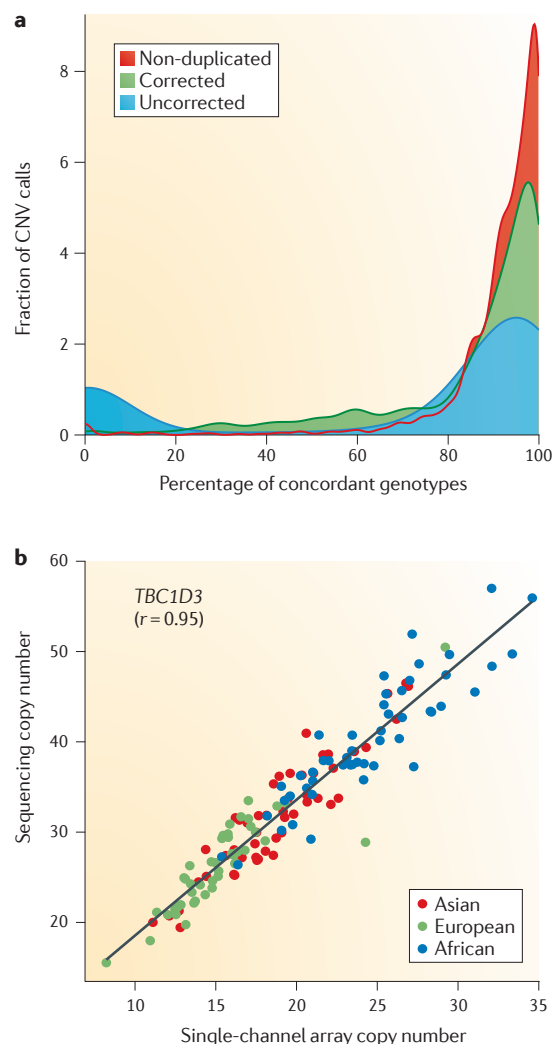 a
Non-duplicated
Corrected
Uncorrected
Fraction of CNV calls
8
6
4
2
0
0 20 40 60 80 100
Percentage of concordant genotypes
b
TBC1D3
(r = 0.95)
Sequencing copy number
60
50
40
30
20
Asian
European
African
10 15 20 25 30 35
Single-channel array copy number